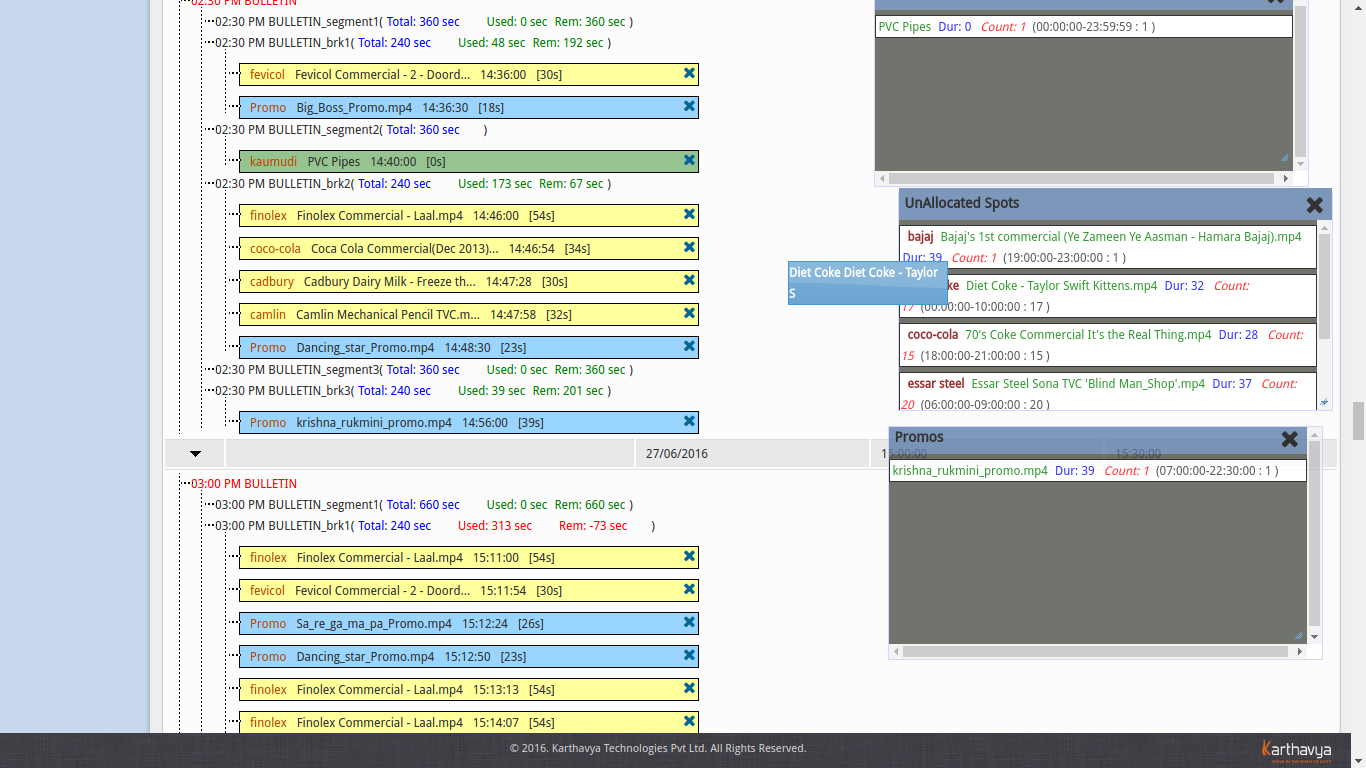 02:30 PM BULLETIN
02:30 PM BULLETIN_segment1( Total: 360 sec Used: 0 sec Rem: 360 sec )
02:30 PM BULLETIN_brk1( Total: 240 sec Used: 48 sec Rem: 192 sec )
fevicol Fevicol Commercial - 2 - Doord... 14:36:00 [30s]
Promo Big_Boss_Promo.mp4 14:36:30 [18s]
02:30 PM BULLETIN_segment2( Total: 360 sec )
kaumudi PVC Pipes 14:40:00 [0s]
02:30 PM BULLETIN_brk2( Total: 240 sec Used: 173 sec Rem: 67 sec )
finolex Finolex Commercial - Laal.mp4 14:46:00 [54s]
coco-cola Coca Cola Commercial(Dec 2013)... 14:46:54 [34s]
cadbury Cadbury Dairy Milk - Freeze th... 14:47:28 [30s]
camlin Camlin Mechanical Pencil TVC.m... 14:47:58 [32s]
Promo Dancing_star_Promo.mp4 14:48:30 [23s]
02:30 PM BULLETIN_segment3( Total: 360 sec Used: 0 sec Rem: 360 sec )
02:30 PM BULLETIN_brk3( Total: 240 sec Used: 39 sec Rem: 201 sec )
Promo krishna_rukmini_promo.mp4 14:56:00 [39s]
27/06/2016 15:00:00 15:30:00
03:00 PM BULLETIN
03:00 PM BULLETIN_segment1( Total: 660 sec Used: 0 sec Rem: 660 sec )
03:00 PM BULLETIN_brk1( Total: 240 sec Used: 313 sec Rem: -73 sec )
finolex Finolex Commercial - Laal.mp4 15:11:00 [54s]
fevicol Fevicol Commercial - 2 - Doord... 15:11:54 [30s]
Promo Sa_re_ga_ma_pa_Promo.mp4 15:12:24 [26s]
Promo Dancing_star_Promo.mp4 15:12:50 [23s]
finolex Finolex Commercial - Laal.mp4 15:13:13 [54s]
finolex Finolex Commercial - Laal.mp4 15:14:07 [54s]
PVC Pipes Dur: 0 Count: 1 (00:00:00-23:59:59 : 1 )
UnAllocated Spots
bajaj Bajaj's 1st commercial (Ye Zameen Ye Aasman - Hamara Bajaj).mp4
Dur: 39 Count: 1 (19:00:00-23:00:00 : 1 )
Diet Coke Diet Coke - Taylor
S
ke Diet Coke - Taylor Swift Kittens.mp4 Dur: 32 Count:
17 (00:00:00-10:00:00 : 17 )
coco-cola 70's Coke Commercial It's the Real Thing.mp4 Dur: 28 Count:
15 (18:00:00-21:00:00 : 15 )
essar steel Essar Steel Sona TVC 'Blind Man_Shop'.mp4 Dur: 37 Count:
20 (06:00:00-09:00:00 : 20 )
Promos
krishna_rukmini_promo.mp4 Dur: 39 Count: 1 (07:00:00-22:30:00 : 1 )
© 2016. Karthavya Technologies Pvt Ltd. All Rights Reserved.
Karthavya